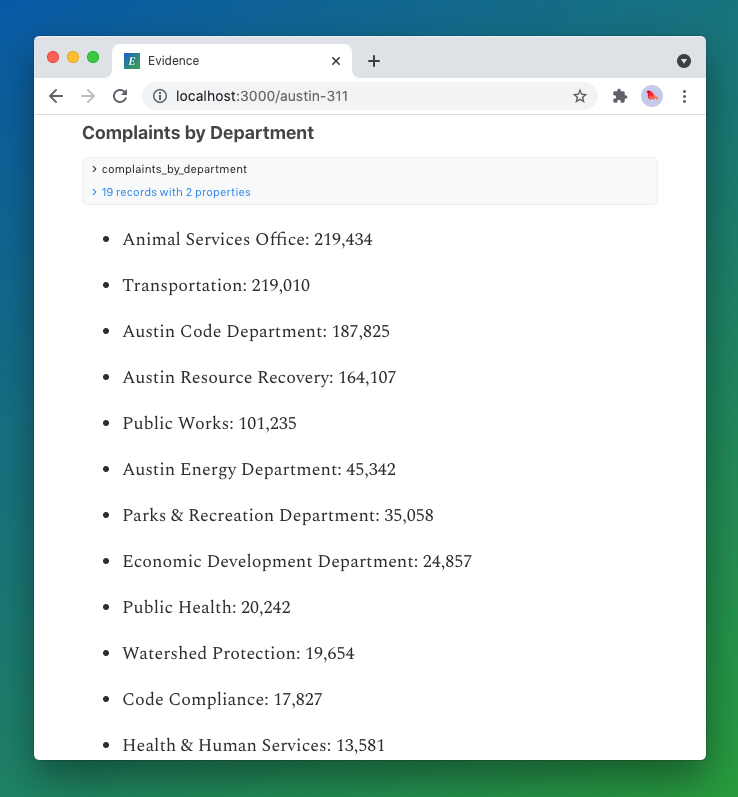 E Evidence
localhost:3000/austin-311
Complaints by Department
complaints_by_department
19 records with 2 properties
Animal Services Office: 219,434
Transportation: 219,010
Austin Code Department: 187,825
Austin Resource Recovery: 164,107
Public Works: 101,235
Austin Energy Department: 45,342
Parks & Recreation Department: 35,058
Economic Development Department: 24,857
Public Health: 20,242
Watershed Protection: 19,654
Code Compliance: 17,827
Health & Human Services: 13,581